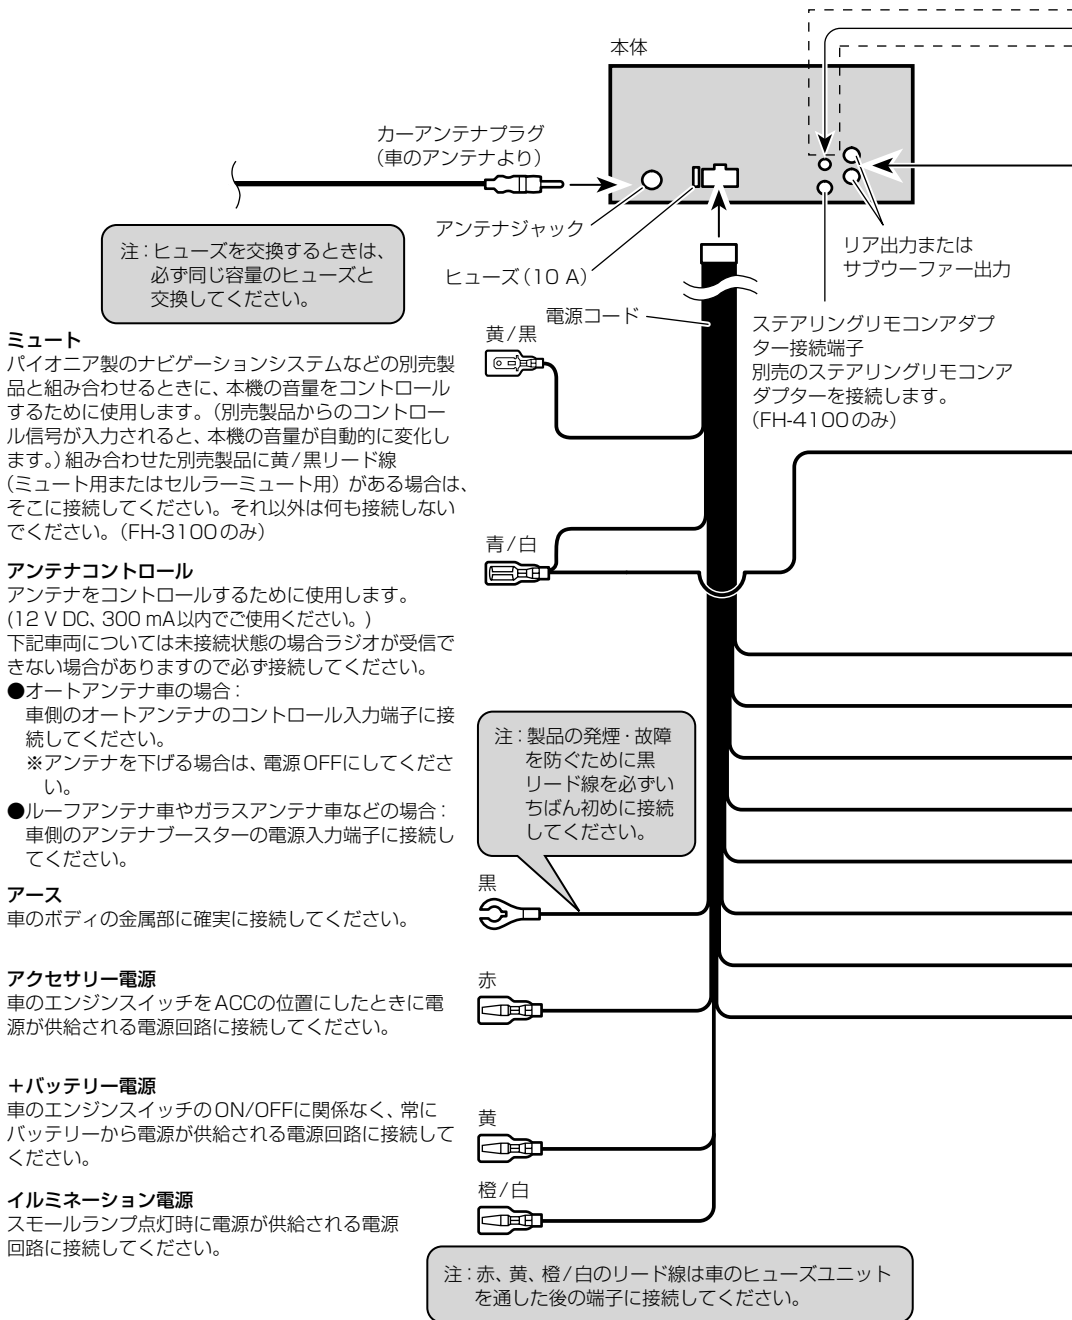 本体
カーアンテナプラグ
(車のアンテナより)
アンテナジャック
ヒューズ(10 A)
リア出力または
サブウーファー出力
注:ヒューズを交換するときは、
必ず同じ容量のヒューズと
交換してください。
電源コード
ステアリングリモコンアダプ
ター接続端子
別売のステアリングリモコンア
ダプターを接続します。
(FH-4100のみ)
黄/黒
ミュート
パイオニア製のナビゲーションシステムなどの別売製
品と組み合わせるときに、本機の音量をコントロール
するために使用します。(別売製品からのコントロー
ル信号が入力されると、本機の音量が自動的に変化し
ます。)組み合わせた別売製品に黄/黒リード線
(ミュート用またはセルラーミュート用)がある場合は、
そこに接続してください。それ以外は何も接続しない
でください。(FH-3100のみ)
青/白
アンテナコントロール
アンテナをコントロールするために使用します。
(12 V DC、300 mA以内でご使用ください。)
下記車両については未接続状態の場合ラジオが受信で
きない場合がありますので必ず接続してください。
●オートアンテナ車の場合:
車側のオートアンテナのコントロール入力端子に接
続してください。
※アンテナを下げる場合は、電源OFFにしてくださ
い。
●ルーフアンテナ車やガラスアンテナ車などの場合:
車側のアンテナブースターの電源入力端子に接続し
てください。
注:製品の発煙・故障
を防ぐために黒
リード線を必ずい
ちばん初めに接続
してください。
黒
アース
車のボディの金属部に確実に接続してください。
赤
アクセサリー電源
車のエンジンスイッチをACCの位置にしたときに電
源が供給される電源回路に接続してください。
黄
+バッテリー電源
車のエンジンスイッチのON/OFFに関係なく、常に
バッテリーから電源が供給される電源回路に接続して
ください。
橙/白
イルミネーション電源
スモールランプ点灯時に電源が供給される電源
回路に接続してください。
注:赤、黄、橙/白のリード線は車のヒューズユニット
を通した後の端子に接続してください。